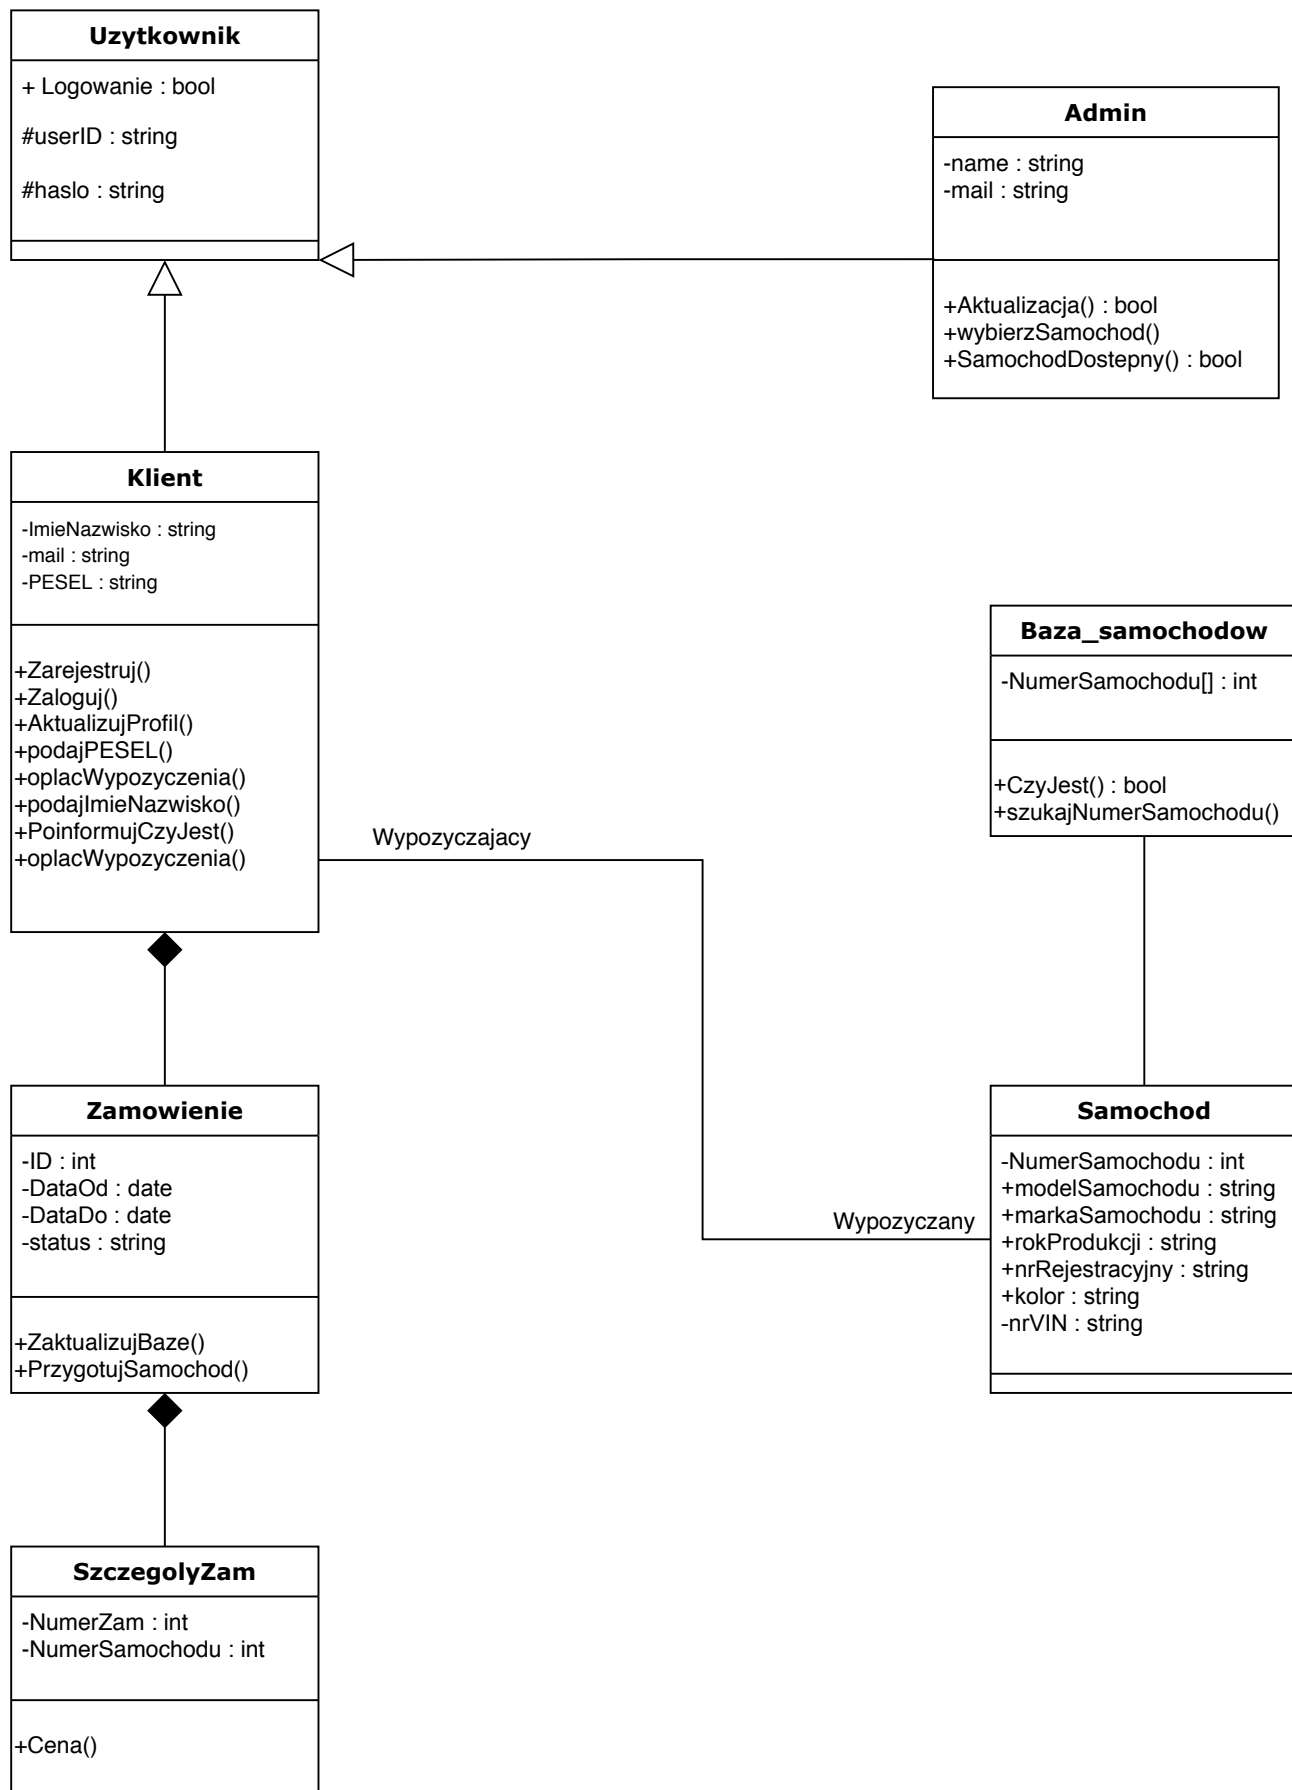 Uzytkownik
+ Logowanie : bool
#userID : string
#haslo : string
Admin
-name : string
-mail : string
+Aktualizacja() : bool
+wybierzSamochod()
+SamochodDostepny() : bool
Klient
-ImieNazwisko : string
-mail : string
-PESEL : string
+Zarejestruj()
+Zaloguj()
+AktualizujProfil()
+podajPESEL()
+oplacWypozyczenia()
+podajImieNazwisko()
+PoinformujCzyJest()
+oplacWypozyczenia()
Baza_samochodow
-NumerSamochodu[] : int
+CzyJest() : bool
+szukajNumerSamochodu()
Wypozyczajacy
Wypozyczany
Zamowienie
-ID : int
-DataOd : date
-DataDo : date
-status : string
+ZaktualizujBaze()
+PrzygotujSamochod()
Samochod
-NumerSamochodu : int
+modelSamochodu : string
+markaSamochodu : string
+rokProdukcji : string
+nrRejestracyjny : string
+kolor : string
-nrVIN : string
SzczegolyZam
-NumerZam : int
-NumerSamochodu : int
+Cena()